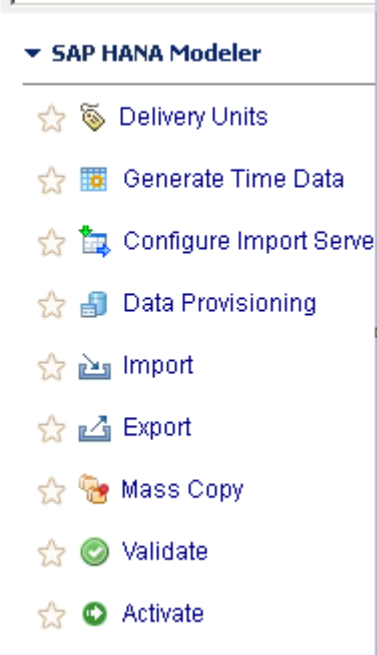 SAP HANA Modeler
Delivery Units
Generate Time Data
Configure Import Serve
Data Provisioning
Import
Export
Mass Copy
Validate
Activate